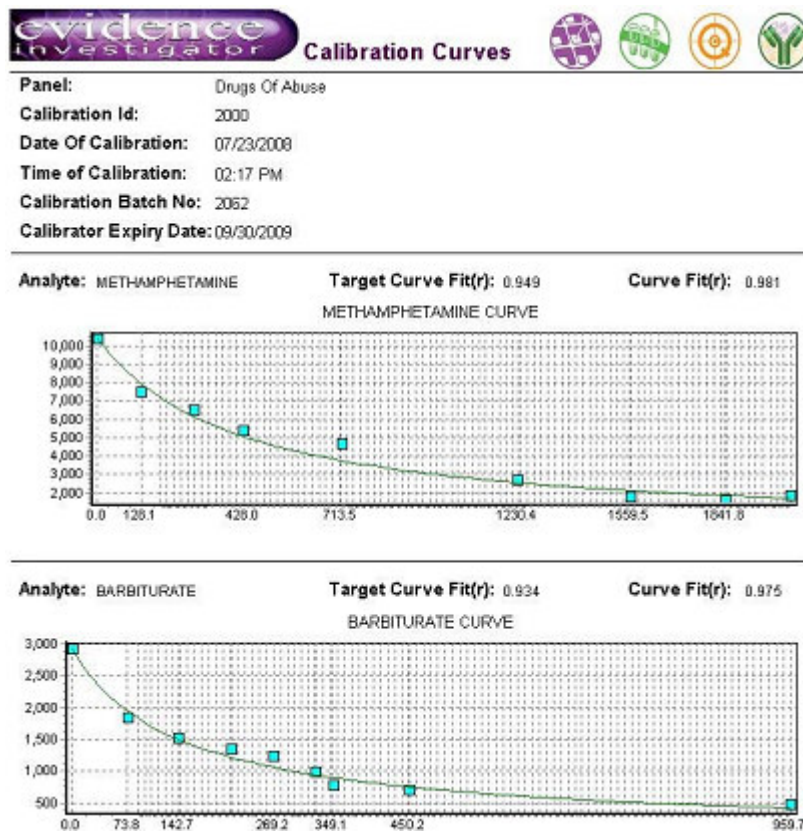 evidence
investigator
Calibration Curves
Panel: Drugs Of Abuse
Calibration Id: 2000
Date Of Calibration: 07/23/2008
Time of Calibration: 02:17 PM
Calibration Batch No: 2062
Calibrator Expiry Date: 09/30/2009
Analyte: METHAMPHETAMINE Target Curve Fit(r): 0.949 Curve Fit(r): 0.981
METHAMPHETAMINE CURVE
10,000
9,000
8,000
7,000
6,000
5,000
4,000
3,000
2,000
0.0 128.1 428.0 713.5 1230.4 1559.5 1841.8
Analyte: BARBITURATE Target Curve Fit(r): 0.934 Curve Fit(r): 0.975
BARBITURATE CURVE
3,000
2,500
2,000
1,500
1,000
500
0.0 73.8 142.7 269.2 349.1 450.2 959.7